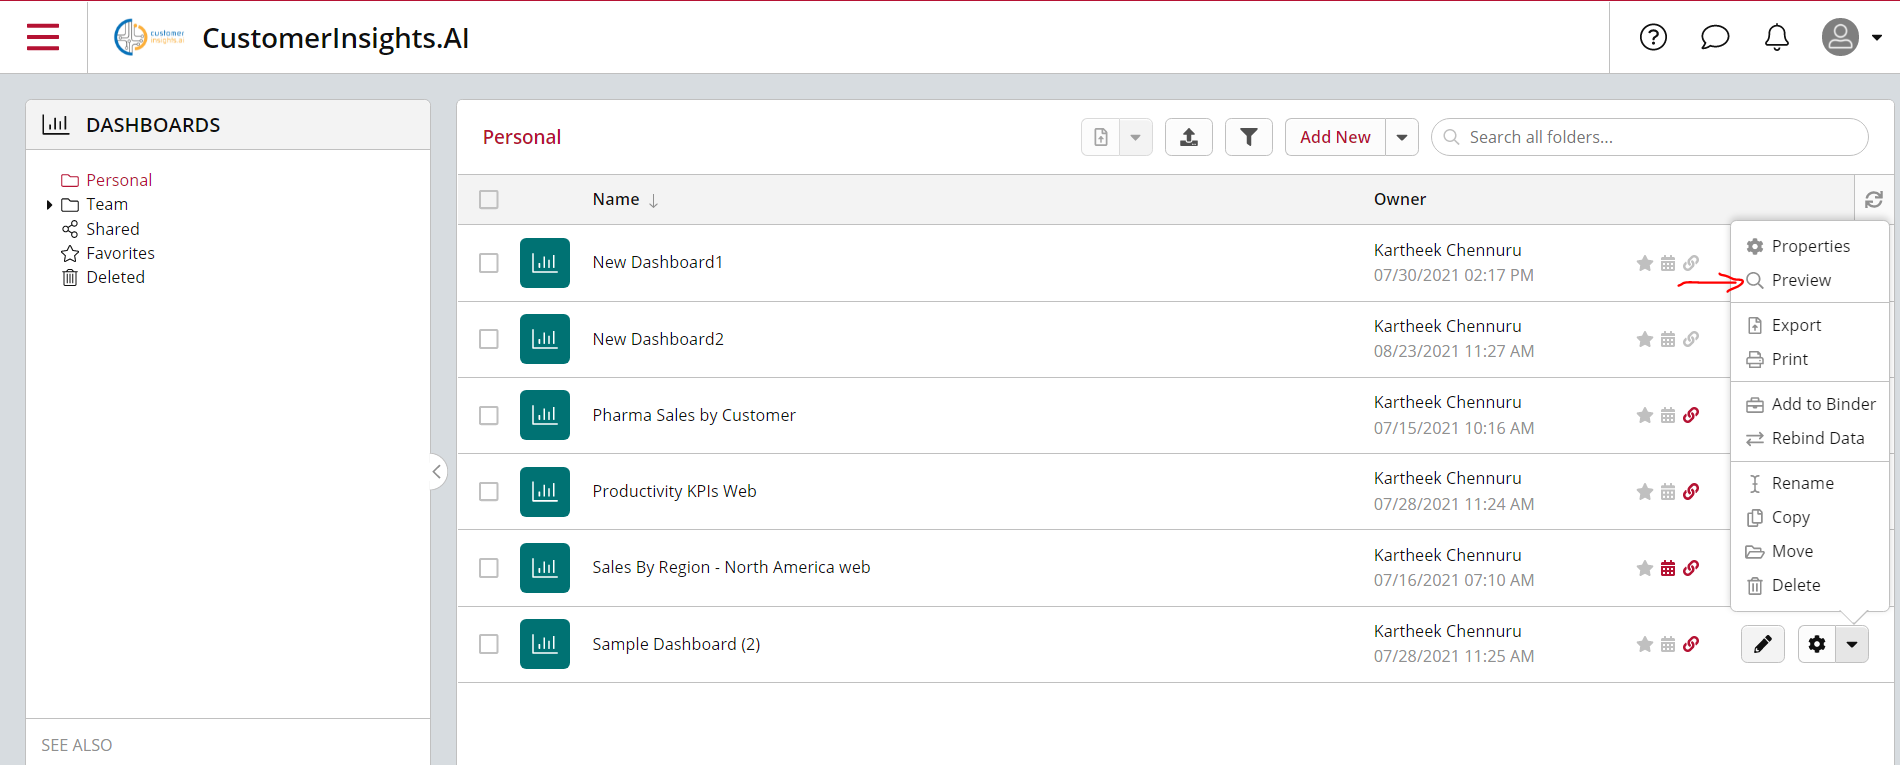 customer
insights.ai
CustomerInsights.AI
DASHBOARDS
Personal
Team
Shared
Favorites
Deleted
SEE ALSO
Personal
Add New
Search all folders...
Name
Owner
New Dashboard1
Kartheek Chennuru
07/30/2021 02:17 PM
New Dashboard2
Kartheek Chennuru
08/23/2021 11:27 AM
Pharma Sales by Customer
Kartheek Chennuru
07/15/2021 10:16 AM
Productivity KPIs Web
Kartheek Chennuru
07/28/2021 11:24 AM
Sales By Region - North America web
Kartheek Chennuru
07/16/2021 07:10 AM
Sample Dashboard (2)
Kartheek Chennuru
07/28/2021 11:25 AM
Properties
Preview
Export
Print
Add to Binder
Rebind Data
Rename
Copy
Move
Delete